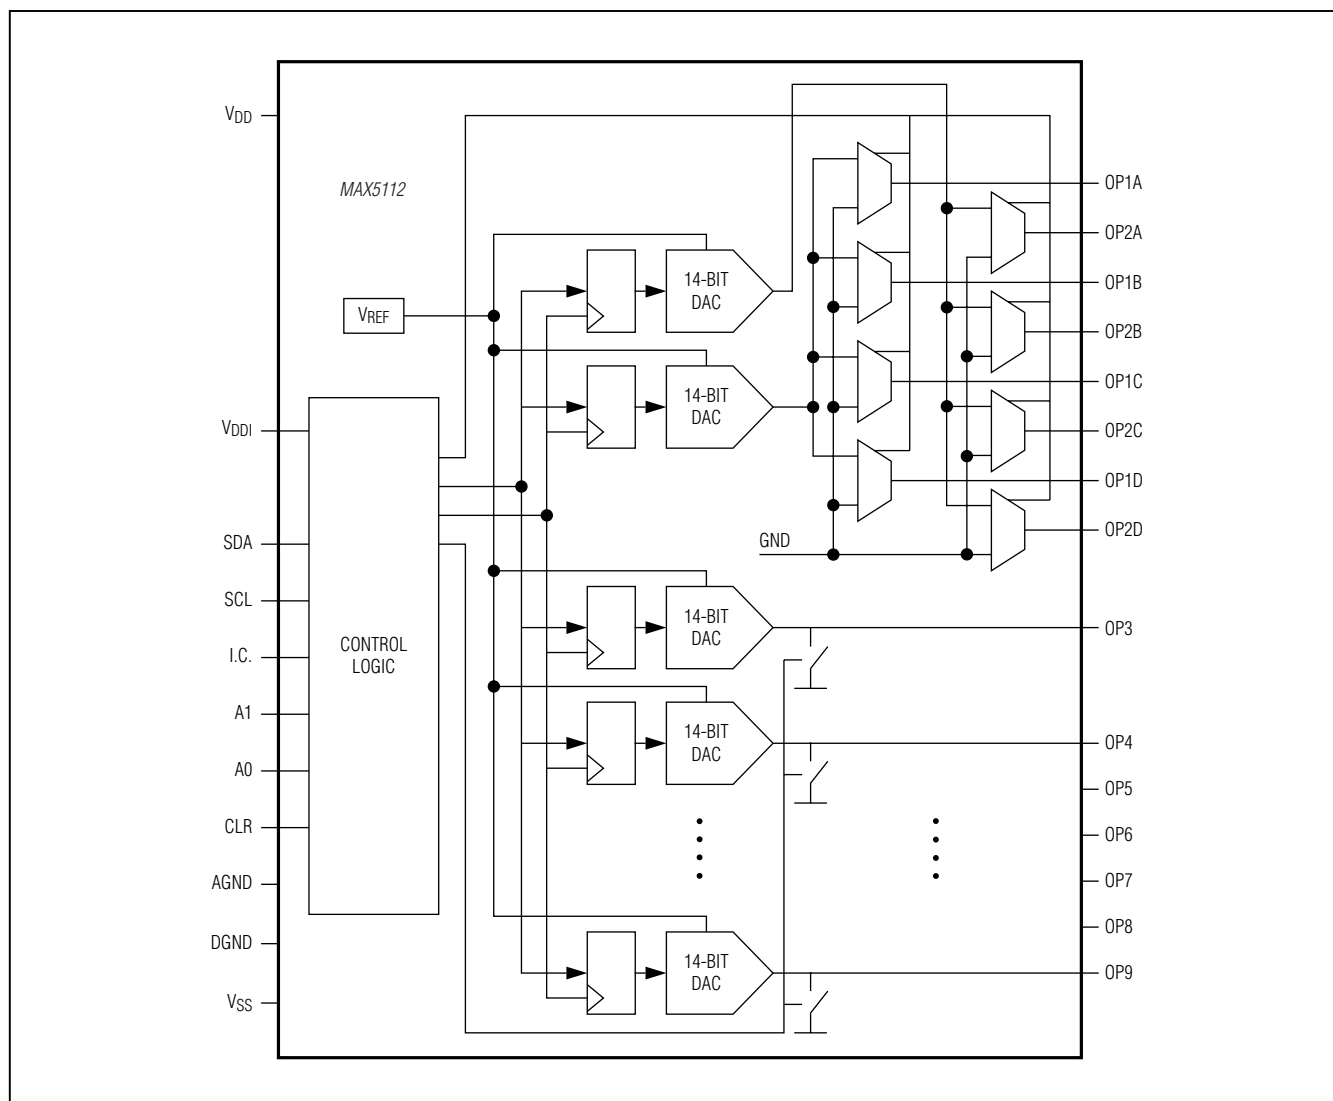 VDD
MAX5112
OP1A
OP2A
14-BIT
DAC
OP1B
VREF
OP2B
OP1C
14-BIT
DAC
VDDI
OP2C
OP1D
OP2D
GND
SDA
SCL
14-BIT
DAC
OP3
CONTROL
LOGIC
I.C.
A1
14-BIT
DAC
OP4
A0
OP5
CLR
OP6
AGND
OP7
OP8
DGND
14-BIT
DAC
OP9
VSS